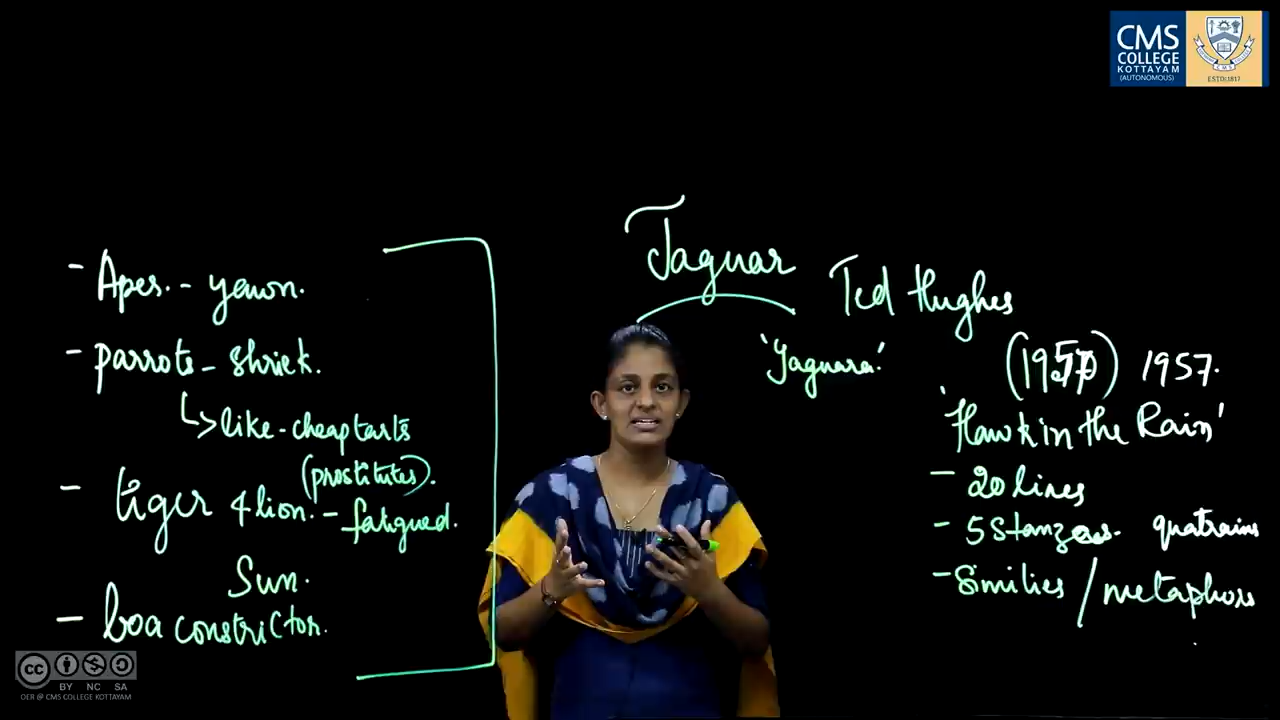 CMS
COLLEGE
KOTTAYAM
(AUTONOMOUS)
ESTD:1817
Jaguar
Ted Hughes
'Yaguara'
(1957) 1957.
'Hawk in the Rain'
- 20 lines
- 5 Stanzas. quatrains
- Similies / metaphors
- Apes. - yawn.
- parrots - shriek.
↳ like - cheap tarts
(prostitutes).
- tiger & lion. - fatigued.
Sun.
- boa constrictor.
cc
BY NC SA
OER @ CMS COLLEGE KOTTAYAM